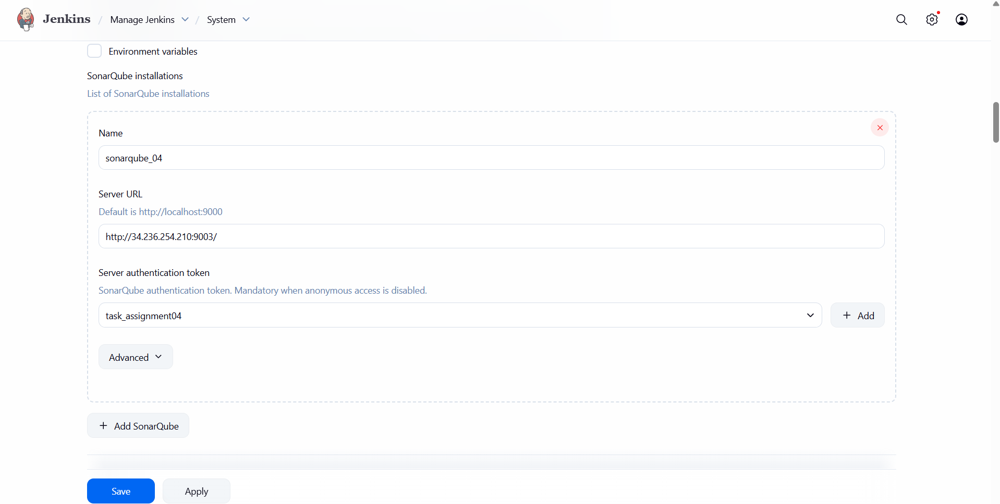 Jenkins / Manage Jenkins / System
Environment variables
SonarQube installations
List of SonarQube installations
Name
sonarqube_04
Server URL
Default is http://localhost:9000
http://34.236.254.210:9003/
Server authentication token
SonarQube authentication token. Mandatory when anonymous access is disabled.
task_assignment04
+ Add
Advanced
+ Add SonarQube
Save Apply